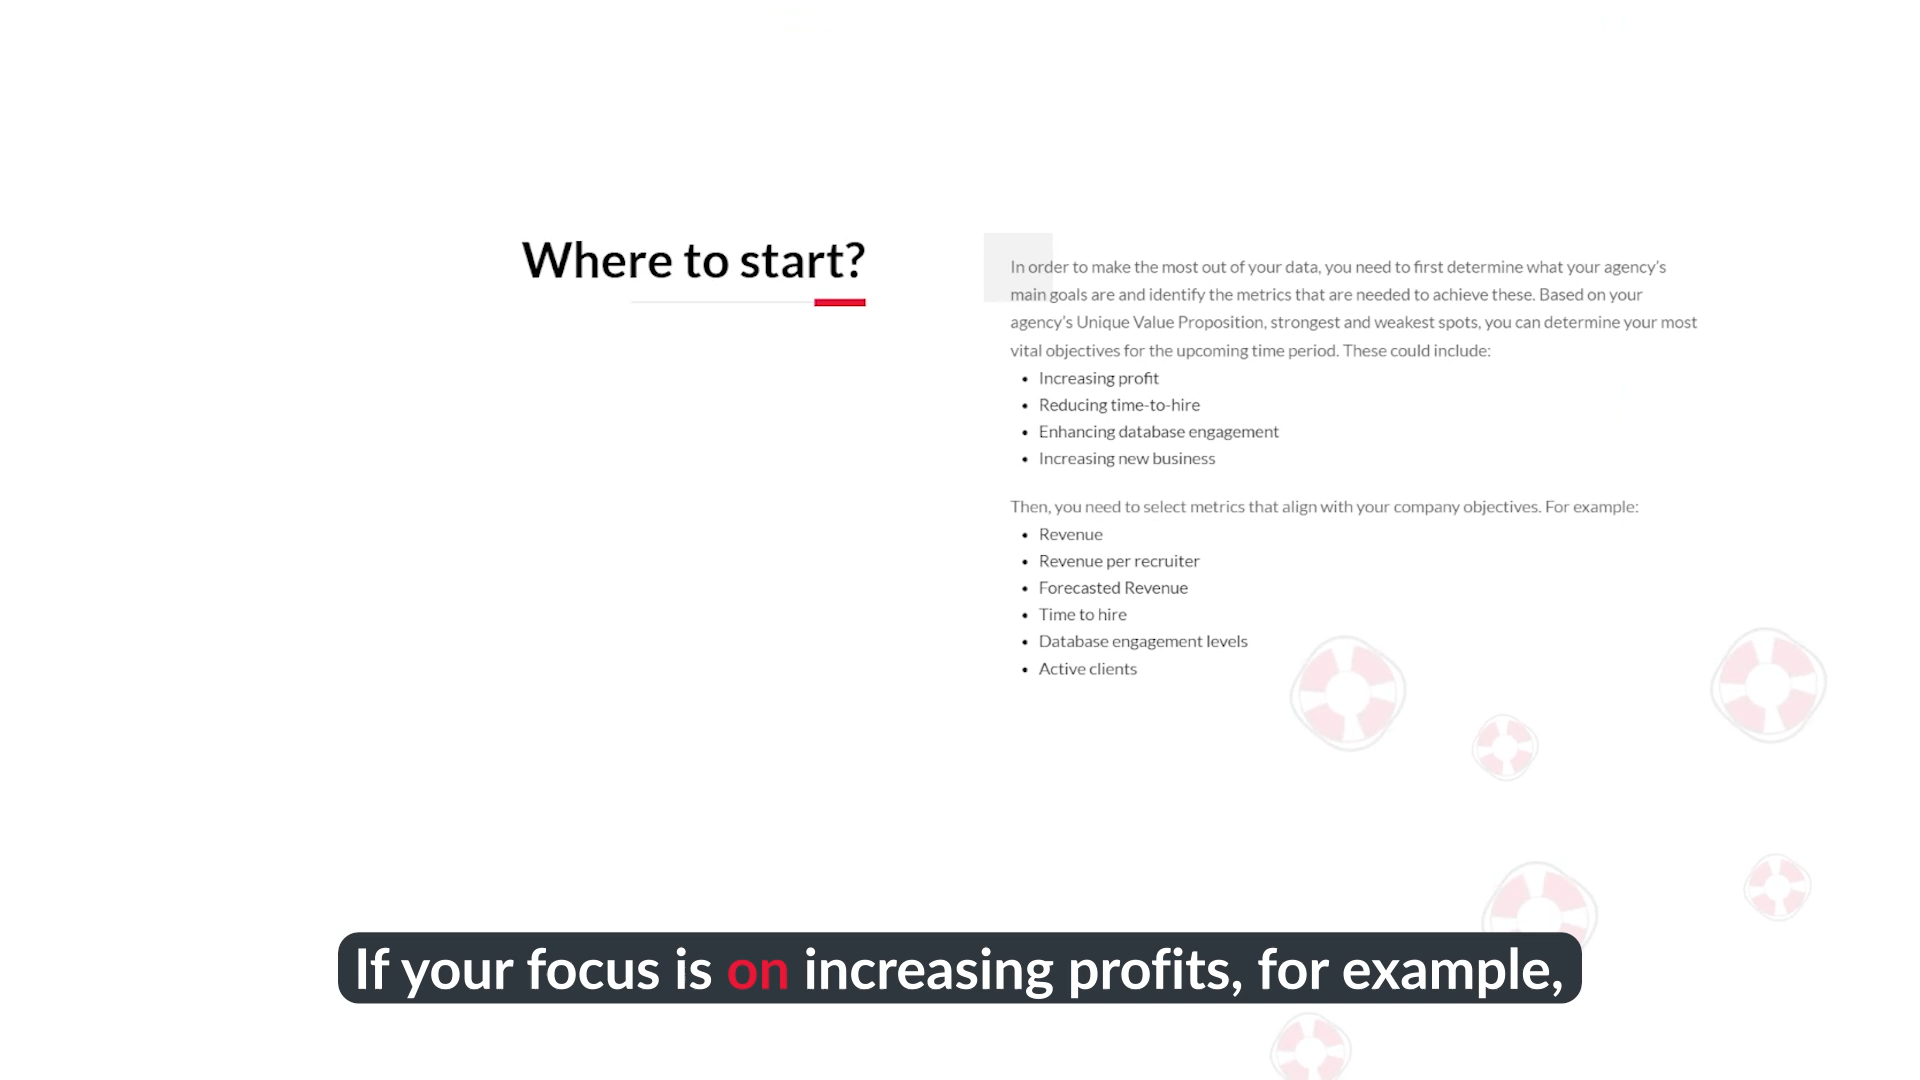 Where to start?
In order to make the most out of your data, you need to first determine what your agency’s
main goals are and identify the metrics that are needed to achieve these. Based on your
agency’s Unique Value Proposition, strongest and weakest spots, you can determine your most
vital objectives for the upcoming time period. These could include:
• Increasing profit
• Reducing time-to-hire
• Enhancing database engagement
• Increasing new business
Then, you need to select metrics that align with your company objectives. For example:
• Revenue
• Revenue per recruiter
• Forecasted Revenue
• Time to hire
• Database engagement levels
• Active clients
If your focus is on increasing profits, for example,